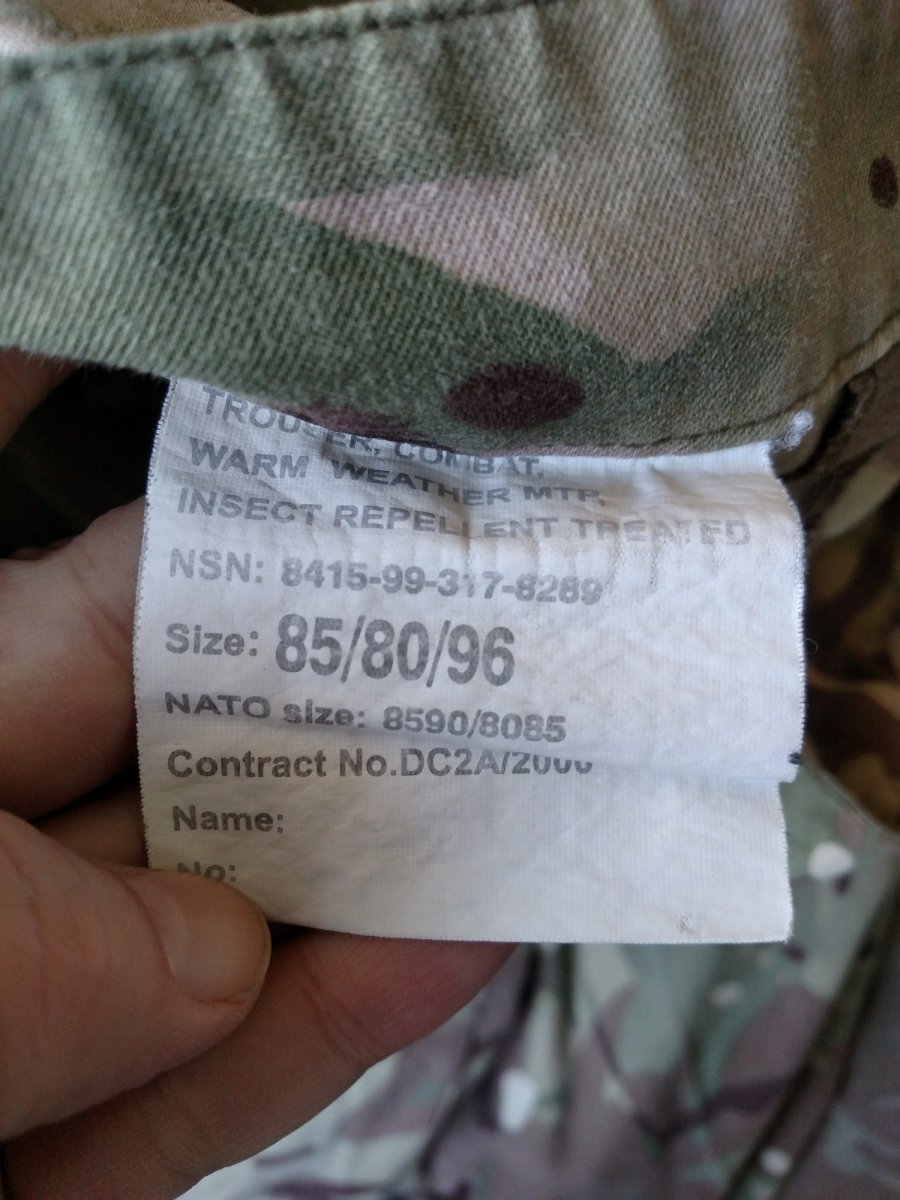 TROUSER, COMBAT,
WARM WEATHER MTP,
INSECT REPELLENT TREATED
NSN: 8415-99-317-8289
Size: 85/80/96
NATO size: 8590/8085
Contract No.DC2A/2000
Name:
No: